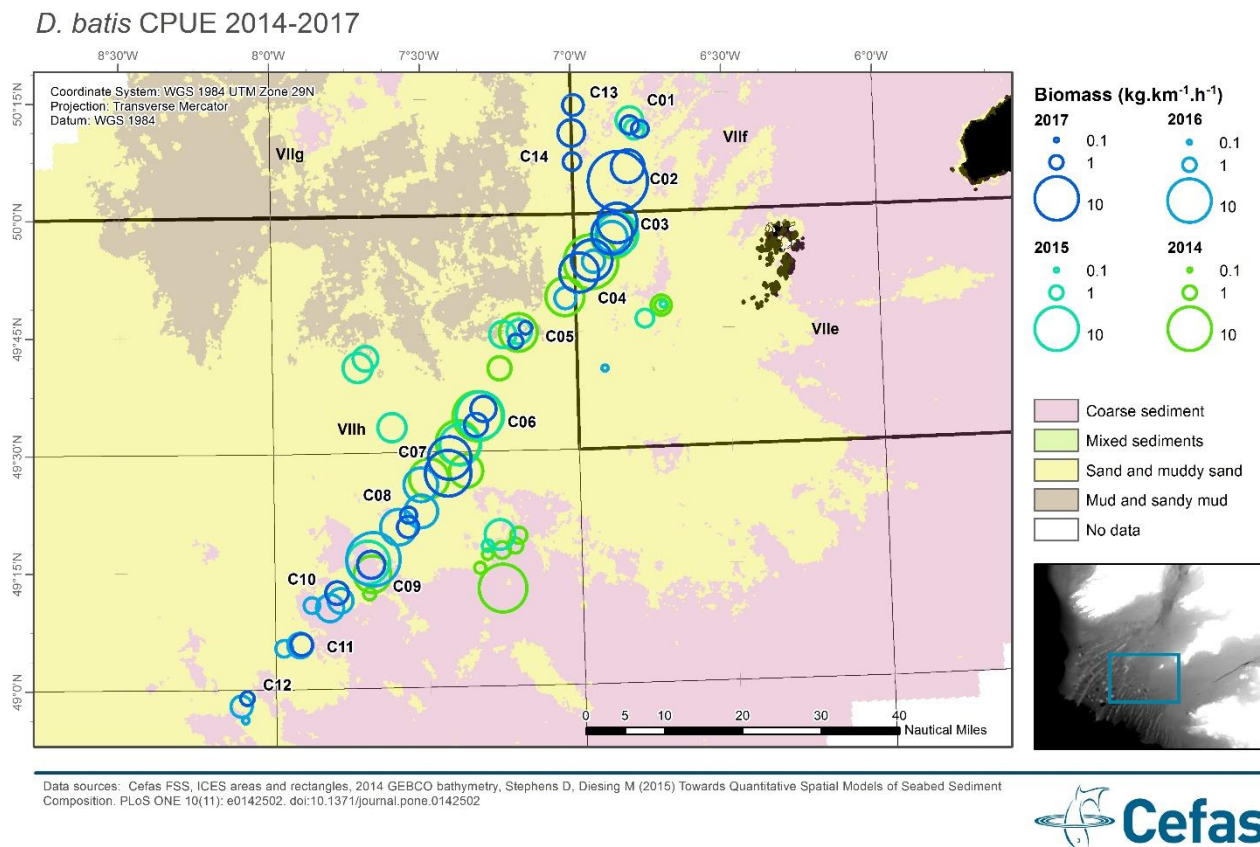 D. batis CPUE 2014-2017
8°30'W 8°0'W 7°30'W 7°0'W 6°30'W 6°0'W
Coordinate System: WGS 1984 UTM Zone 29N
Projection: Transverse Mercator
Datum: WGS 1984
50°15'N
50°0'N
49°45'N
49°30'N
49°15'N
49°0'N
C13
C01
VIIg
VIIf
C14
C02
C03
C04
C05
VIIe
C06
VIIh
C07
C08
C09
C10
C11
C12
0 5 10 20 30 40
Nautical Miles
Biomass (kg.km⁻¹.h⁻¹)
2017
0.1
1
10
2016
0.1
1
10
2015
0.1
1
10
2014
0.1
1
10
Coarse sediment
Mixed sediments
Sand and muddy sand
Mud and sandy mud
No data
Data sources: Cefas FSS, ICES areas and rectangles, 2014 GEBCO bathymetry, Stephens D, Diesing M (2015) Towards Quantitative Spatial Models of Seabed Sediment
Composition. PLoS ONE 10(11): e0142502. doi:10.1371/journal.pone.0142502
Cefas